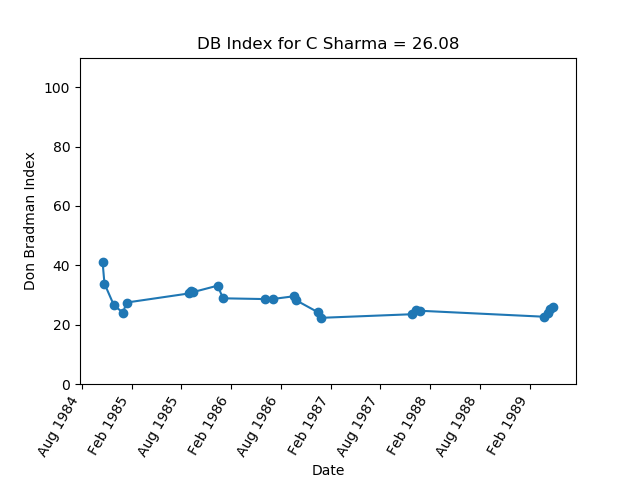 DB Index for C Sharma = 26.08
Don Bradman Index
100
80
60
40
20
0
Aug 1984
Feb 1985
Aug 1985
Feb 1986
Aug 1986
Feb 1987
Aug 1987
Feb 1988
Aug 1988
Feb 1989
Date